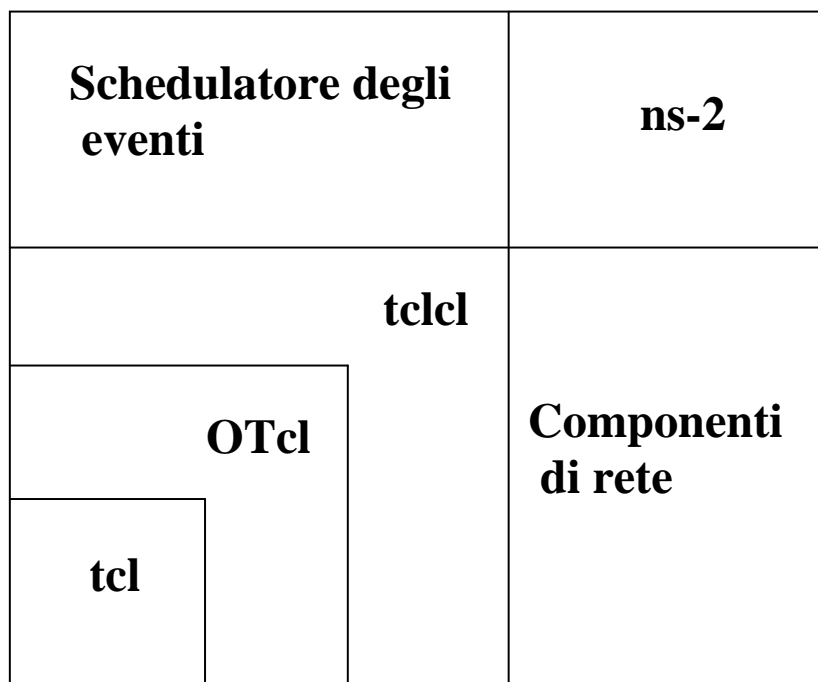 Schedulatore degli
eventi
ns-2
tclcl
OTcl
Componenti
di rete
tcl